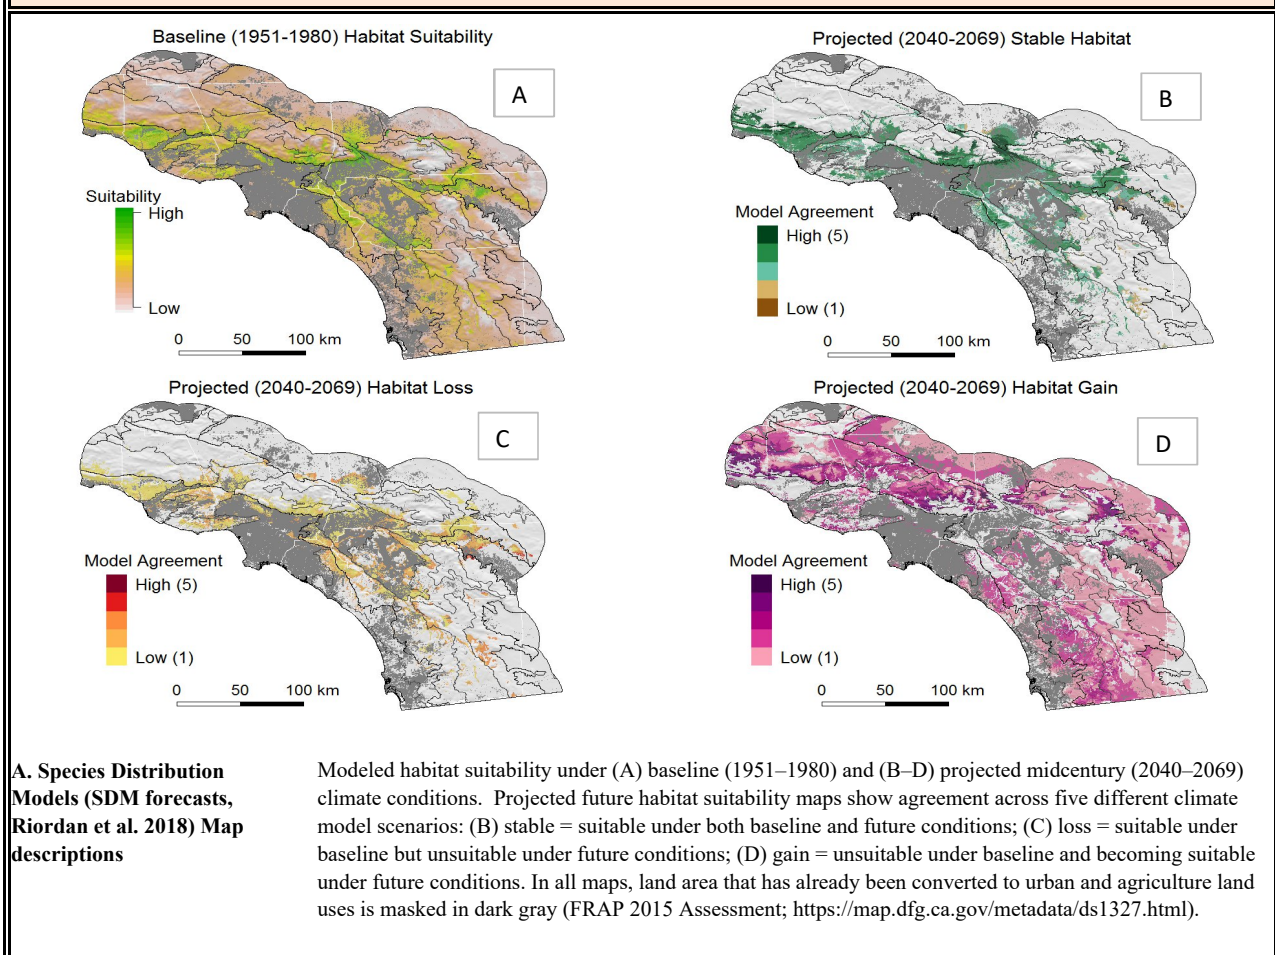 Baseline (1951-1980) Habitat Suitability
A
Suitability
High
Low
0 50 100 km
Projected (2040-2069) Stable Habitat
B
Model Agreement
High (5)
Low (1)
0 50 100 km
Projected (2040-2069) Habitat Loss
C
Model Agreement
High (5)
Low (1)
0 50 100 km
Projected (2040-2069) Habitat Gain
D
Model Agreement
High (5)
Low (1)
0 50 100 km
A. Species Distribution
Models (SDM forecasts,
Riordan et al. 2018) Map
descriptions
Modeled habitat suitability under (A) baseline (1951–1980) and (B–D) projected midcentury (2040–2069)
climate conditions.  Projected future habitat suitability maps show agreement across five different climate
model scenarios: (B) stable = suitable under both baseline and future conditions; (C) loss = suitable under
baseline but unsuitable under future conditions; (D) gain = unsuitable under baseline and becoming suitable
under future conditions. In all maps, land area that has already been converted to urban and agriculture land
uses is masked in dark gray (FRAP 2015 Assessment; https://map.dfg.ca.gov/metadata/ds1327.html).